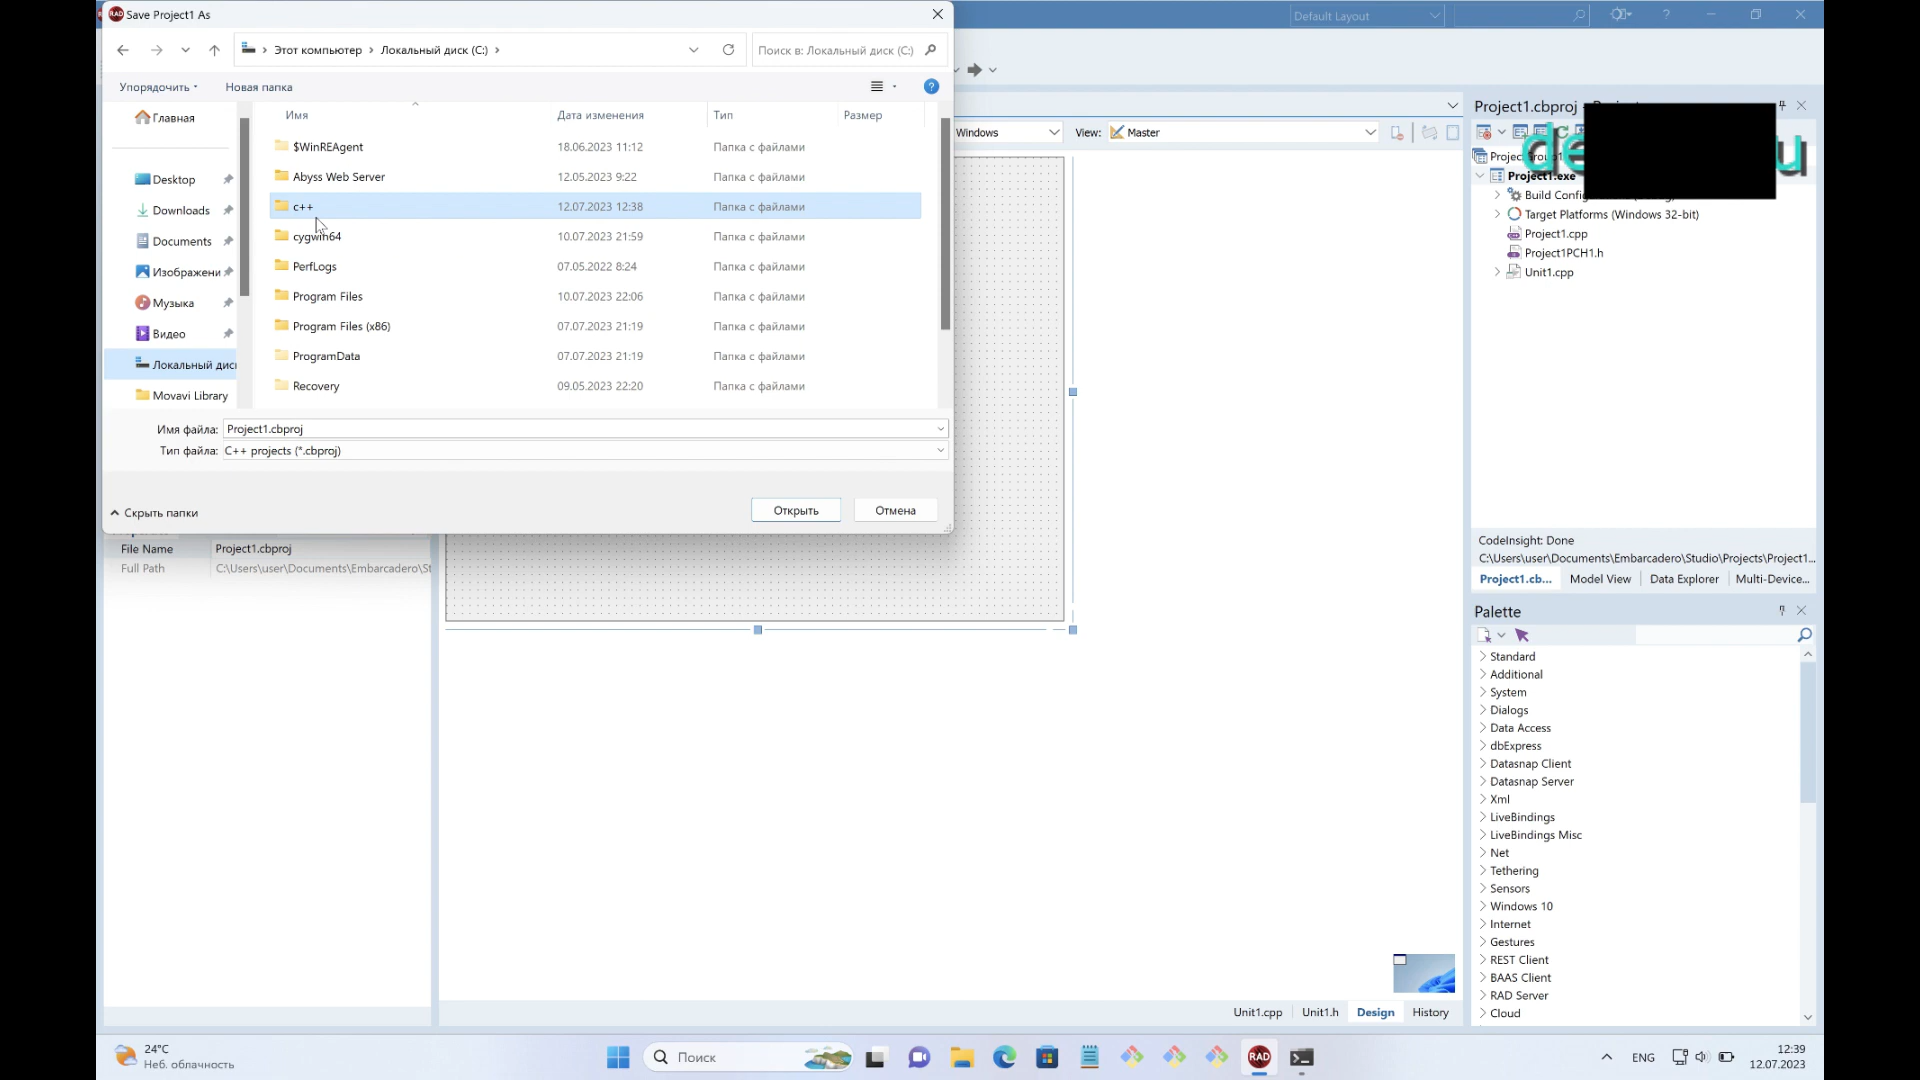 Save Project1 As
Default Layout
Этот компьютер
Локальный диск (C:)
Поиск в: Локальный диск (C:)
Упорядочить
Новая папка
Имя
Дата изменения
Тип
Размер
Главная
Desktop
Downloads
Documents
Изображени
Музыка
Видео
Локальный дис
Movavi Library
$WinREAgent 18.06.2023 11:12 Папка с файлами
Abyss Web Server 12.05.2023 9:22 Папка с файлами
c++ 12.07.2023 12:38 Папка с файлами
cygwin64 10.07.2023 21:59 Папка с файлами
PerfLogs 07.05.2022 8:24 Папка с файлами
Program Files 10.07.2023 22:06 Папка с файлами
Program Files (x86) 07.07.2023 21:19 Папка с файлами
ProgramData 07.07.2023 21:19 Папка с файлами
Recovery 09.05.2023 22:20 Папка с файлами
Имя файла: Project1.cbproj
Тип файла: C++ projects (*.cbproj)
Скрыть папки
Открыть
Отмена
File Name Project1.cbproj
Full Path C:\Users\user\Documents\Embarcadero\St
Windows
View: Master
Project1.cbproj
Project1.exe
Target Platforms (Windows 32-bit)
Project1.cpp
Project1PCH1.h
Unit1.cpp
CodeInsight: Done
C:\Users\user\Documents\Embarcadero\Studio\Projects\Project1...
Project1.cb...
Model View
Data Explorer
Multi-Device...
Palette
Standard
Additional
System
Dialogs
Data Access
dbExpress
Datasnap Client
Datasnap Server
Xml
LiveBindings
LiveBindings Misc
Net
Tethering
Sensors
Windows 10
Internet
Gestures
REST Client
BAAS Client
RAD Server
Cloud
Unit1.cpp
Unit1.h
Design
History
24°C
Неб. облачность
Поиск
RAD
ENG
12:39
12.07.2023